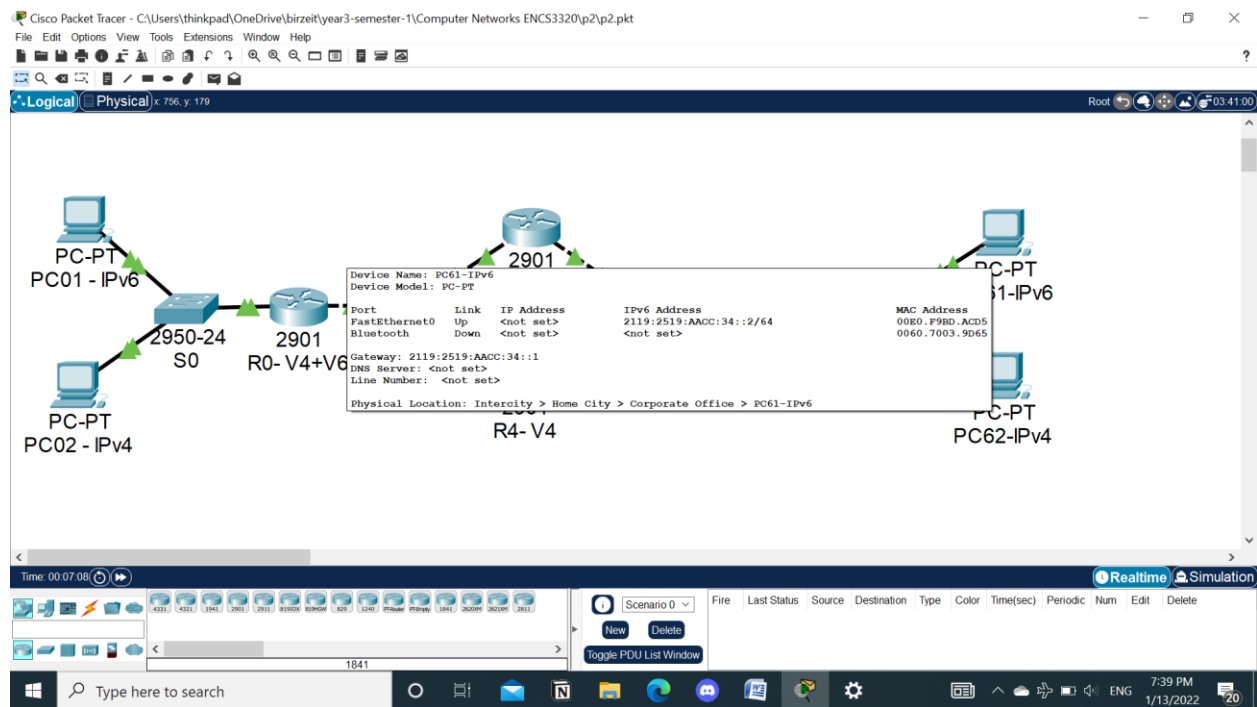 Cisco Packet Tracer - C:\Users\thinkpad\OneDrive\birzeit\year3-semester-1\Computer Networks ENCS3320\p2\p2.pkt
File Edit Options View Tools Extensions Window Help
?
Logical Physical x: 756, y: 179 Root 03:41:00
PC-PT
PC01 - IPv6
2950-24
S0
2901
R0- V4+V6
PC-PT
PC02 - IPv4
2901
Device Name: PC61-IPv6
Device Model: PC-PT
Port Link IP Address IPv6 Address MAC Address
FastEthernet0 Up <not set> 2119:2519:AACC:34::2/64 00E0.F9BD.ACD5
Bluetooth Down <not set> <not set> 0060.7003.9D65
Gateway: 2119:2519:AACC:34::1
DNS Server: <not set>
Line Number: <not set>
Physical Location: Intercity > Home City > Corporate Office > PC61-IPv6
R4- V4
PC-PT
61-IPv6
PC-PT
PC62-IPv4
Time: 00:07:08 Realtime Simulation
4331 4321 1941 2901 2911 819IOX 819HGW 829 1240 PT-Router PT-Empty 1841 2620XM 2621XM 2811
1841
Scenario 0
New Delete
Toggle PDU List Window
Fire Last Status Source Destination Type Color Time(sec) Periodic Num Edit Delete
Type here to search
ENG
7:39 PM
1/13/2022
20